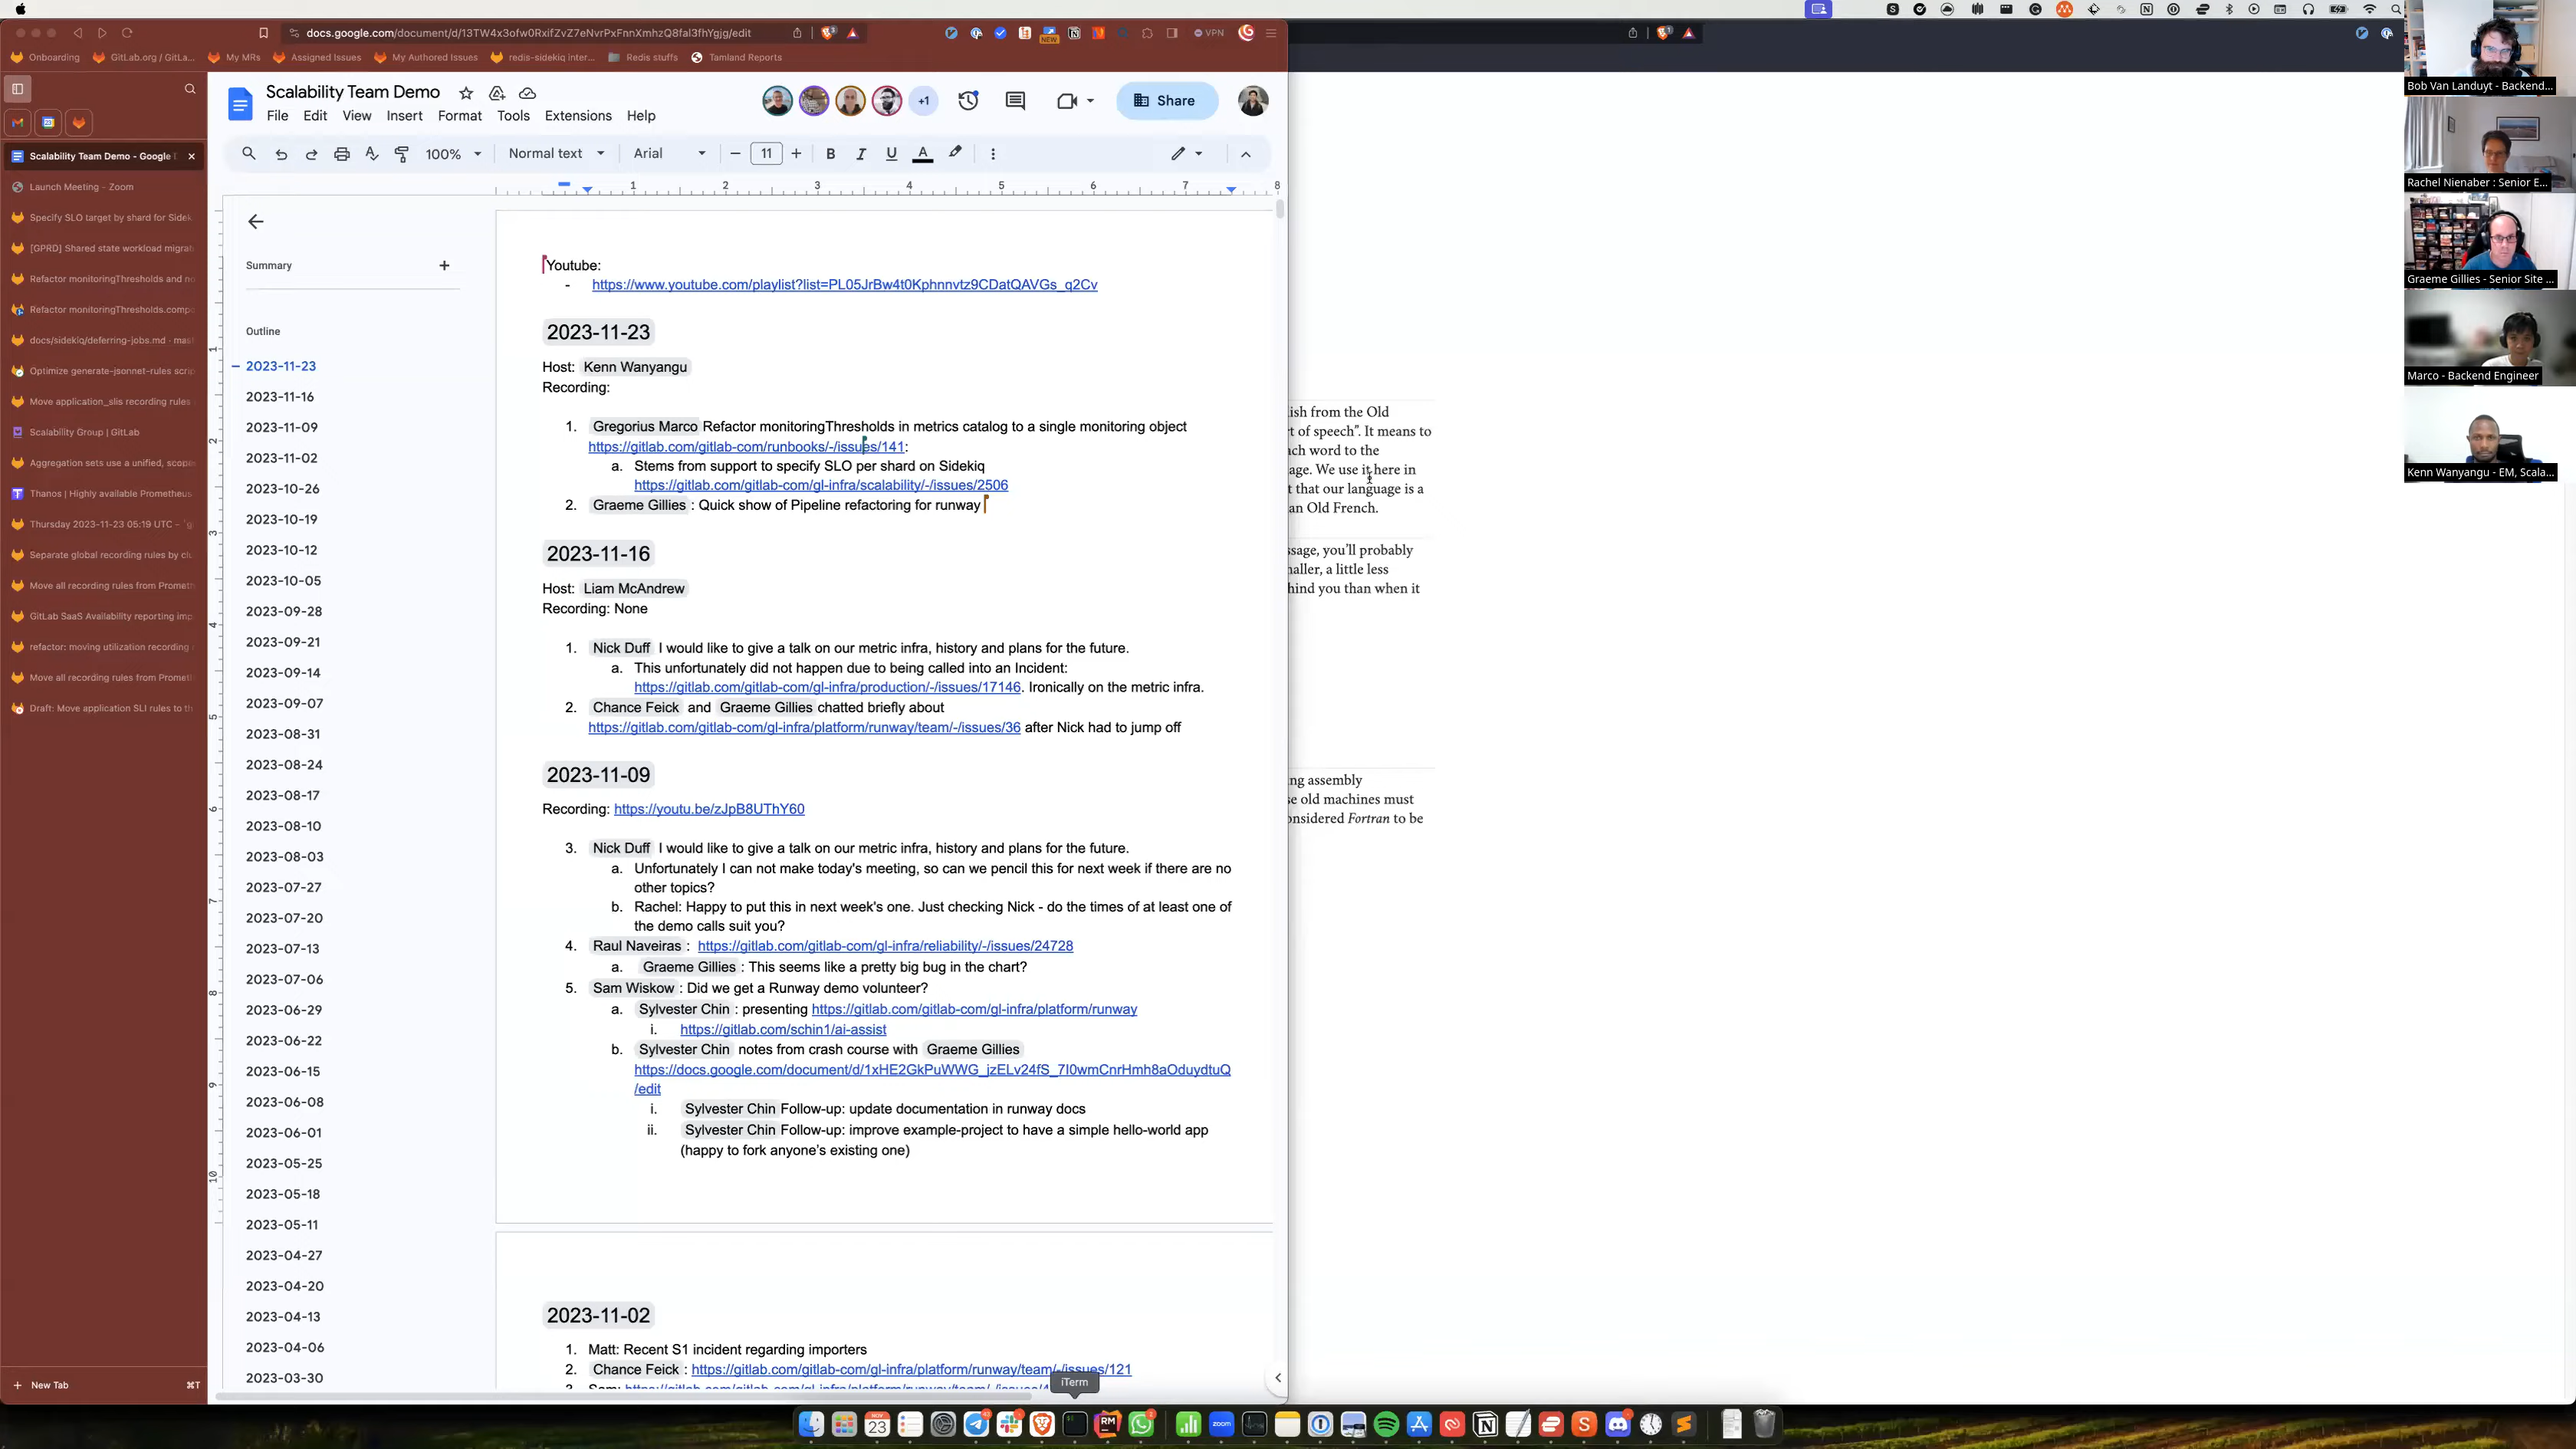 docs.google.com/document/d/13TW4x3ofw0RxifZvZ7eNvrPxFnnXmhzQ8fal3fhYgjg/edit
VPN
NEW
Onboarding
GitLab.org / GitLa...
My MRs
Assigned Issues
My Authored Issues
redis-sidekiq inter...
Redis stuffs
Tamland Reports
Scalability Team Demo - Google
Launch Meeting - Zoom
Specify SLO target by shard for Sidek
[GPRD] Shared state workload migrat
Refactor monitoringThresholds and no
Refactor monitoringThresholds.compo
docs/sidekiq/deferring-jobs.md · mas
Optimize generate-jsonnet-rules scrip
Move application_slis recording rules
Scalability Group | GitLab
Aggregation sets use a unified, scope
Thanos | Highly available Prometheus
Thursday 2023-11-23 05:19 UTC - `g
Separate global recording rules by clu
Move all recording rules from Prometh
GitLab SaaS Availability reporting imp
refactor: moving utilization recording
Move all recording rules from Prometh
Draft: Move application SLI rules to th
New Tab
⌘T
Scalability Team Demo
File Edit View Insert Format Tools Extensions Help
+1
Share
100% Normal text Arial 11 B I U A
1 2 3 4 5 6 7 8
1
2
3
4
5
6
7
8
9
10
Summary
Outline
2023-11-23
2023-11-16
2023-11-09
2023-11-02
2023-10-26
2023-10-19
2023-10-12
2023-10-05
2023-09-28
2023-09-21
2023-09-14
2023-09-07
2023-08-31
2023-08-24
2023-08-17
2023-08-10
2023-08-03
2023-07-27
2023-07-20
2023-07-13
2023-07-06
2023-06-29
2023-06-22
2023-06-15
2023-06-08
2023-06-01
2023-05-25
2023-05-18
2023-05-11
2023-04-27
2023-04-20
2023-04-13
2023-04-06
2023-03-30
Youtube:
- https://www.youtube.com/playlist?list=PL05JrBw4t0Kphnnvtz9CDatQAVGs_q2Cv
2023-11-23
Host: Kenn Wanyangu
Recording:
1. Gregorius Marco Refactor monitoringThresholds in metrics catalog to a single monitoring object
https://gitlab.com/gitlab-com/runbooks/-/issues/141:
a. Stems from support to specify SLO per shard on Sidekiq
https://gitlab.com/gitlab-com/gl-infra/scalability/-/issues/2506
2. Graeme Gillies : Quick show of Pipeline refactoring for runway
2023-11-16
Host: Liam McAndrew
Recording: None
1. Nick Duff I would like to give a talk on our metric infra, history and plans for the future.
a. This unfortunately did not happen due to being called into an Incident:
https://gitlab.com/gitlab-com/gl-infra/production/-/issues/17146. Ironically on the metric infra.
2. Chance Feick and Graeme Gillies chatted briefly about
https://gitlab.com/gitlab-com/gl-infra/platform/runway/team/-/issues/36 after Nick had to jump off
2023-11-09
Recording: https://youtu.be/zJpB8UThY60
3. Nick Duff I would like to give a talk on our metric infra, history and plans for the future.
a. Unfortunately I can not make today's meeting, so can we pencil this for next week if there are no
other topics?
b. Rachel: Happy to put this in next week's one. Just checking Nick - do the times of at least one of
the demo calls suit you?
4. Raul Naveiras : https://gitlab.com/gitlab-com/gl-infra/reliability/-/issues/24728
a. Graeme Gillies : This seems like a pretty big bug in the chart?
5. Sam Wiskow : Did we get a Runway demo volunteer?
a. Sylvester Chin : presenting https://gitlab.com/gitlab-com/gl-infra/platform/runway
i. https://gitlab.com/schin1/ai-assist
b. Sylvester Chin notes from crash course with Graeme Gillies
https://docs.google.com/document/d/1xHE2GkPuWWG_jzELv24fS_7I0wmCnrHmh8aOduydtuQ
/edit
i. Sylvester Chin Follow-up: update documentation in runway docs
ii. Sylvester Chin Follow-up: improve example-project to have a simple hello-world app
(happy to fork anyone's existing one)
2023-11-02
1. Matt: Recent S1 incident regarding importers
2. Chance Feick : https://gitlab.com/gitlab-com/gl-infra/platform/runway/team/-/issues/121
iTerm
ish from the Old
t of speech”. It means to
ch word to the
age. We use it here in
t that our language is a
an Old French.
ssage, you’ll probably
naller, a little less
hind you than when it
ng assembly
se old machines must
onsidered Fortran to be
Bob Van Landuyt - Backend...
Rachel Nienaber : Senior E...
Graeme Gillies - Senior Site ...
Marco - Backend Engineer
Kenn Wanyangu - EM, Scala...
NOV
23
RM
zoom